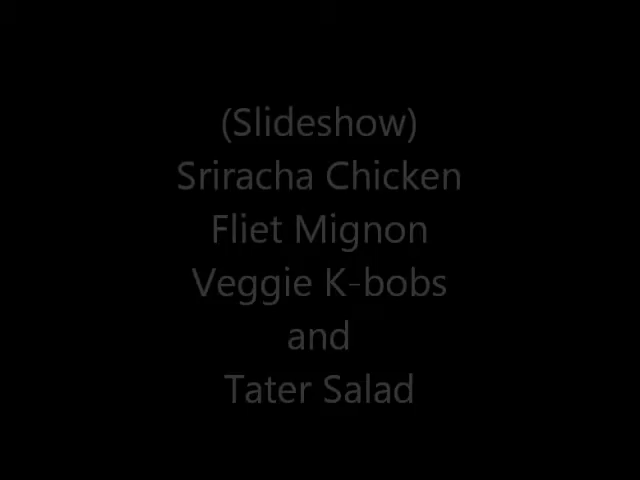 (Slideshow)
Sriracha Chicken
Fliet Mignon
Veggie K-bobs
and
Tater Salad